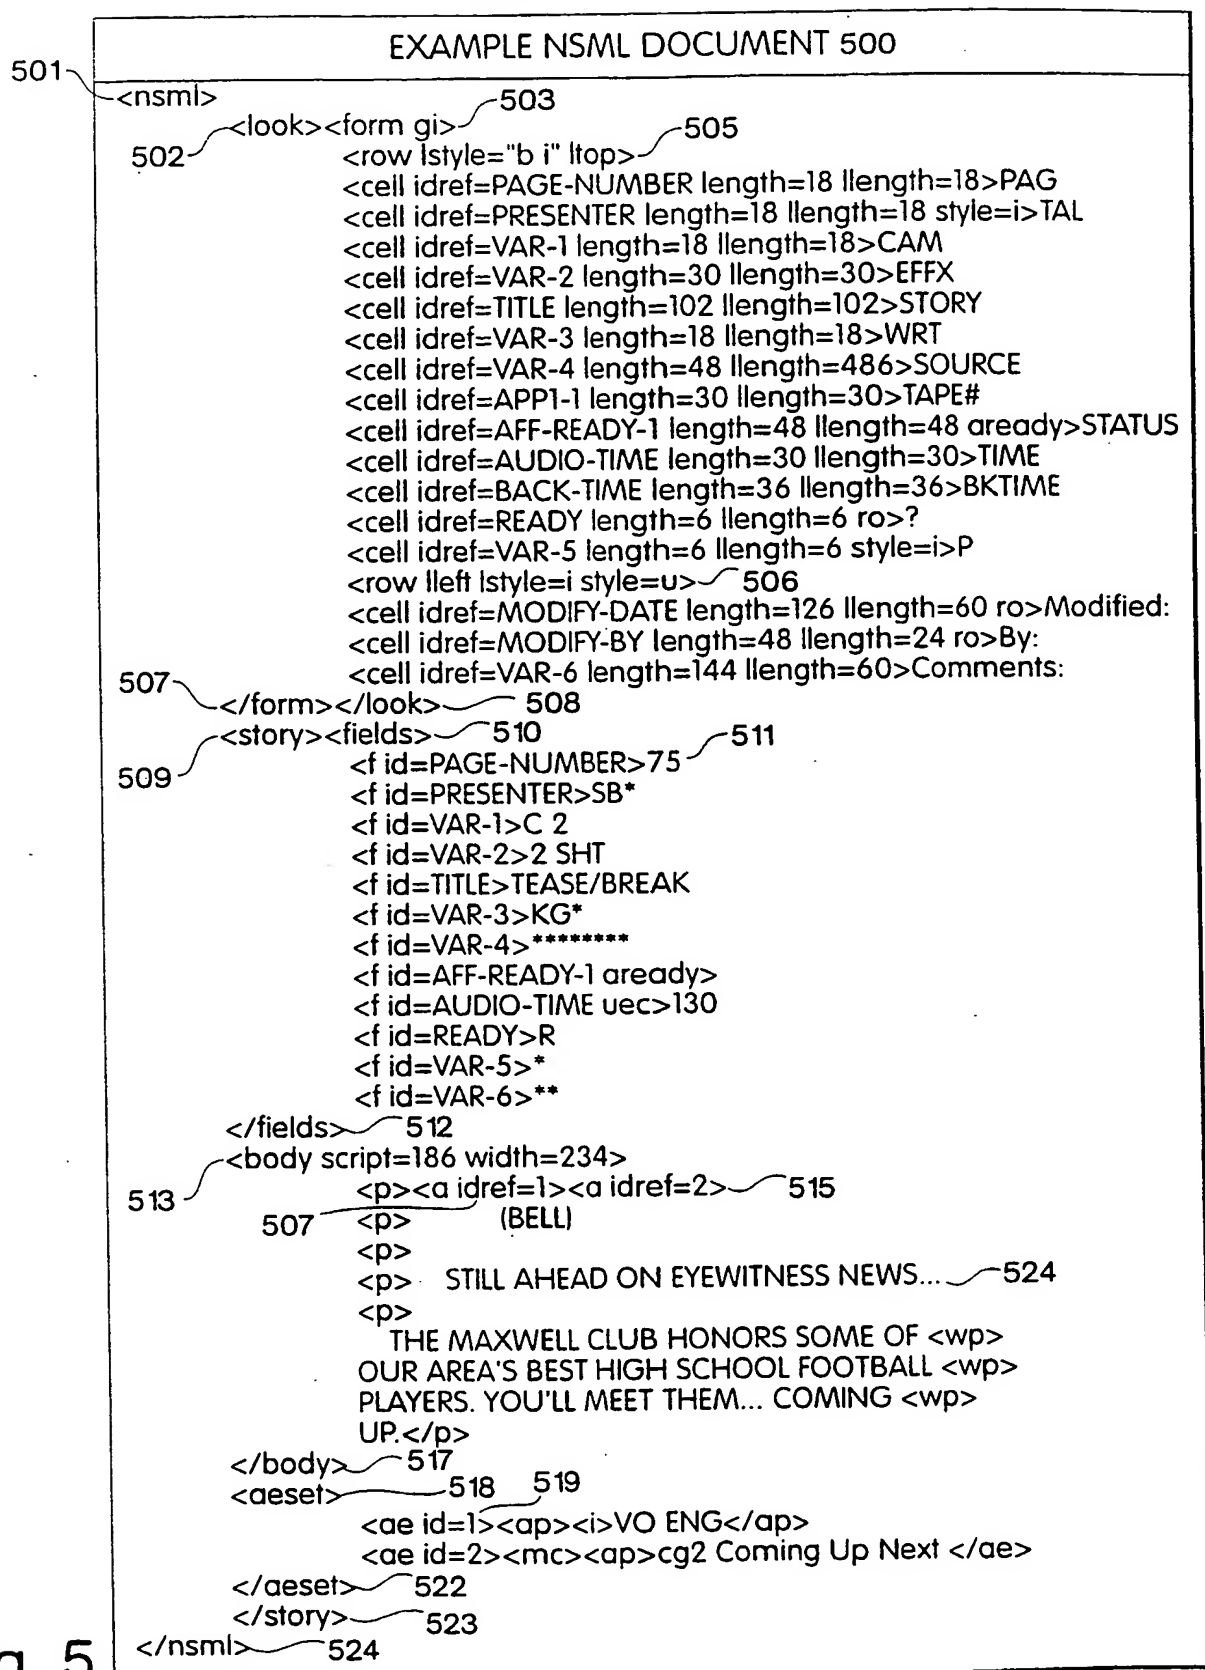 EXAMPLE NSML DOCUMENT 500
501
<nsml>
503
502 <look><form gi>
505
<row lstyle="b i" ltop>
<cell idref=PAGE-NUMBER length=18 llength=18>PAG
<cell idref=PRESENTER length=18 llength=18 style=i>TAL
<cell idref=VAR-1 length=18 llength=18>CAM
<cell idref=VAR-2 length=30 llength=30>EFFX
<cell idref=TITLE length=102 llength=102>STORY
<cell idref=VAR-3 length=18 llength=18>WRT
<cell idref=VAR-4 length=48 llength=486>SOURCE
<cell idref=APP1-1 length=30 llength=30>TAPE#
<cell idref=AFF-READY-1 length=48 llength=48 aready>STATUS
<cell idref=AUDIO-TIME length=30 llength=30>TIME
<cell idref=BACK-TIME length=36 llength=36>BKTIME
<cell idref=READY length=6 llength=6 ro>?
<cell idref=VAR-5 length=6 llength=6 style=i>P
<row lleft lstyle=i style=u> 506
<cell idref=MODIFY-DATE length=126 llength=60 ro>Modified:
<cell idref=MODIFY-BY length=48 llength=24 ro>By:
<cell idref=VAR-6 length=144 llength=60>Comments:
507
</form></look> 508
<story><fields> 510
509
<f id=PAGE-NUMBER>75 511
<f id=PRESENTER>SB*
<f id=VAR-1>C 2
<f id=VAR-2>2 SHT
<f id=TITLE>TEASE/BREAK
<f id=VAR-3>KG*
<f id=VAR-4>********
<f id=AFF-READY-1 aready>
<f id=AUDIO-TIME uec>130
<f id=READY>R
<f id=VAR-5>*
<f id=VAR-6>**
</fields> 512
<body script=186 width=234>
513
<p><a idref=1><a idref=2> 515
507 <p> (BELL)
<p>
<p> STILL AHEAD ON EYEWITNESS NEWS... 524
<p>
THE MAXWELL CLUB HONORS SOME OF <wp>
OUR AREA'S BEST HIGH SCHOOL FOOTBALL <wp>
PLAYERS. YOU'LL MEET THEM... COMING <wp>
UP.</p>
</body> 517
<aeset> 518 519
<ae id=1><ap><i>VO ENG</ap>
<ae id=2><mc><ap>cg2 Coming Up Next </ae>
</aeset> 522
</story> 523
</nsml> 524
5